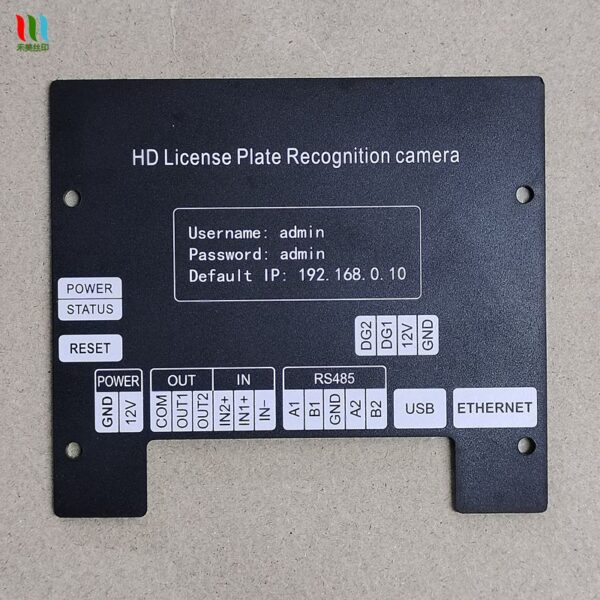 禾美丝印
HD License Plate Recognition camera
Username: admin
Password: admin
Default IP: 192.168.0.10
POWER
STATUS
RESET
DG2 DG1 12V GND
POWER OUT IN RS485
GND 12V COM OUT1 OUT2 IN2+ IN1+ IN- A1 B1 GND A2 B2 USB ETHERNET